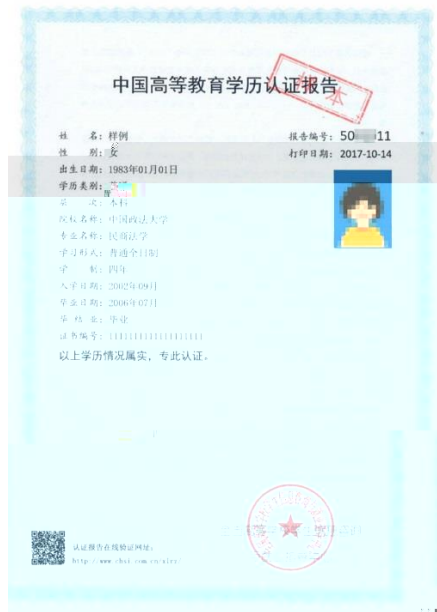 中国高等教育学历认证报告
样本
姓 名：样例
报告编号：50 11
性 别：女
打印日期：2017-10-14
出生日期：1983年01月01日
学历类别：
层 次：本科
院校名称：中国政法大学
专业名称：民商法学
学习形式：普通全日制
学 制：四年
入学日期：2002年09月
毕业日期：2006年07月
毕 结 业：毕业
证书编号：111111111111111111
以上学历情况属实，专此认证。
认证报告在线验证网址：
http://www.chsi.com.cn/xlrz/